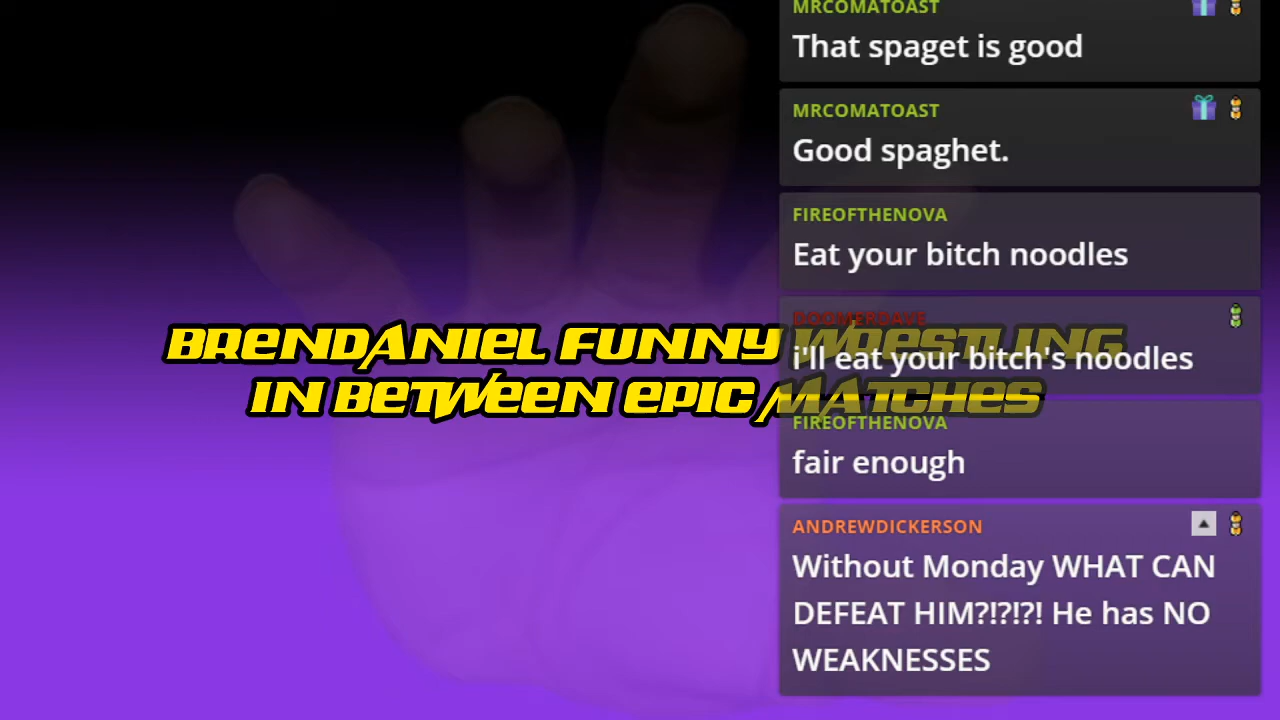 MRCOMATOAST
That spaget is good
MRCOMATOAST
Good spaghet.
FIREOFTHENOVA
Eat your bitch noodles
BOOMERDAVE
i'll eat your bitch's noodles
FIREOFTHENOVA
fair enough
ANDREWDICKERSON
Without Monday WHAT CAN
DEFEAT HIM?!?!?! He has NO
WEAKNESSES
BRENDANIEL FUNNY WRESTLING
IN BETWEEN EPIC MATCHES